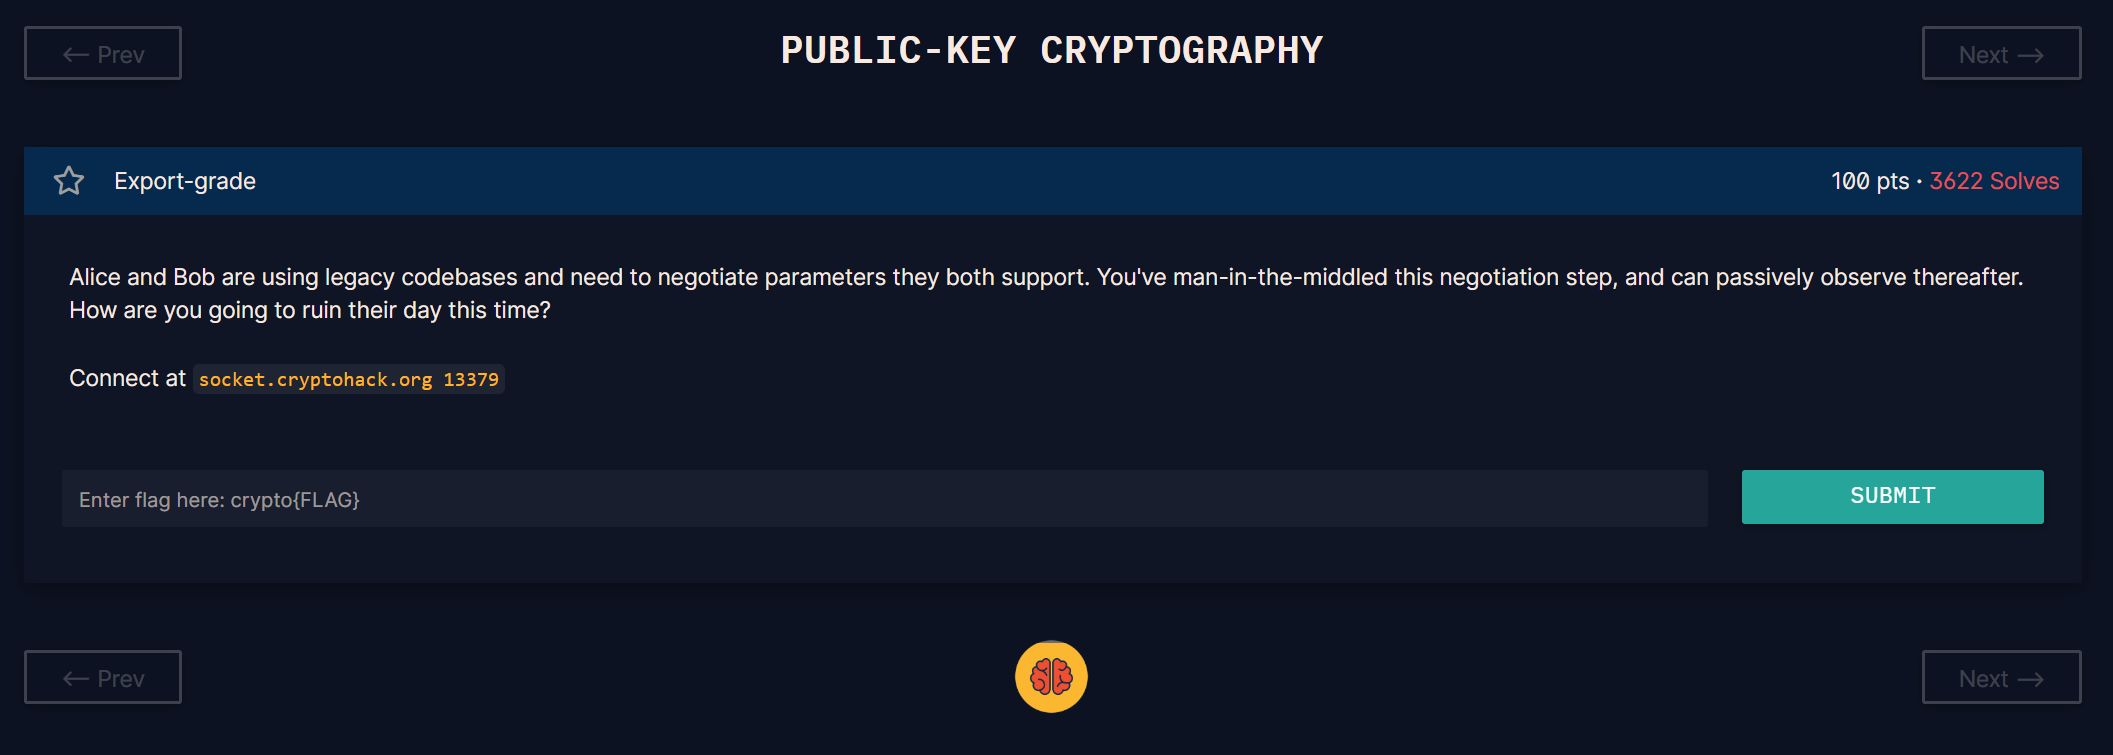 ← Prev
PUBLIC-KEY CRYPTOGRAPHY
Next →
Export-grade
100 pts · 3622 Solves
Alice and Bob are using legacy codebases and need to negotiate parameters they both support. You've man-in-the-middled this negotiation step, and can passively observe thereafter.
How are you going to ruin their day this time?
Connect at socket.cryptohack.org 13379
Enter flag here: crypto{FLAG}
SUBMIT
← Prev
Next →